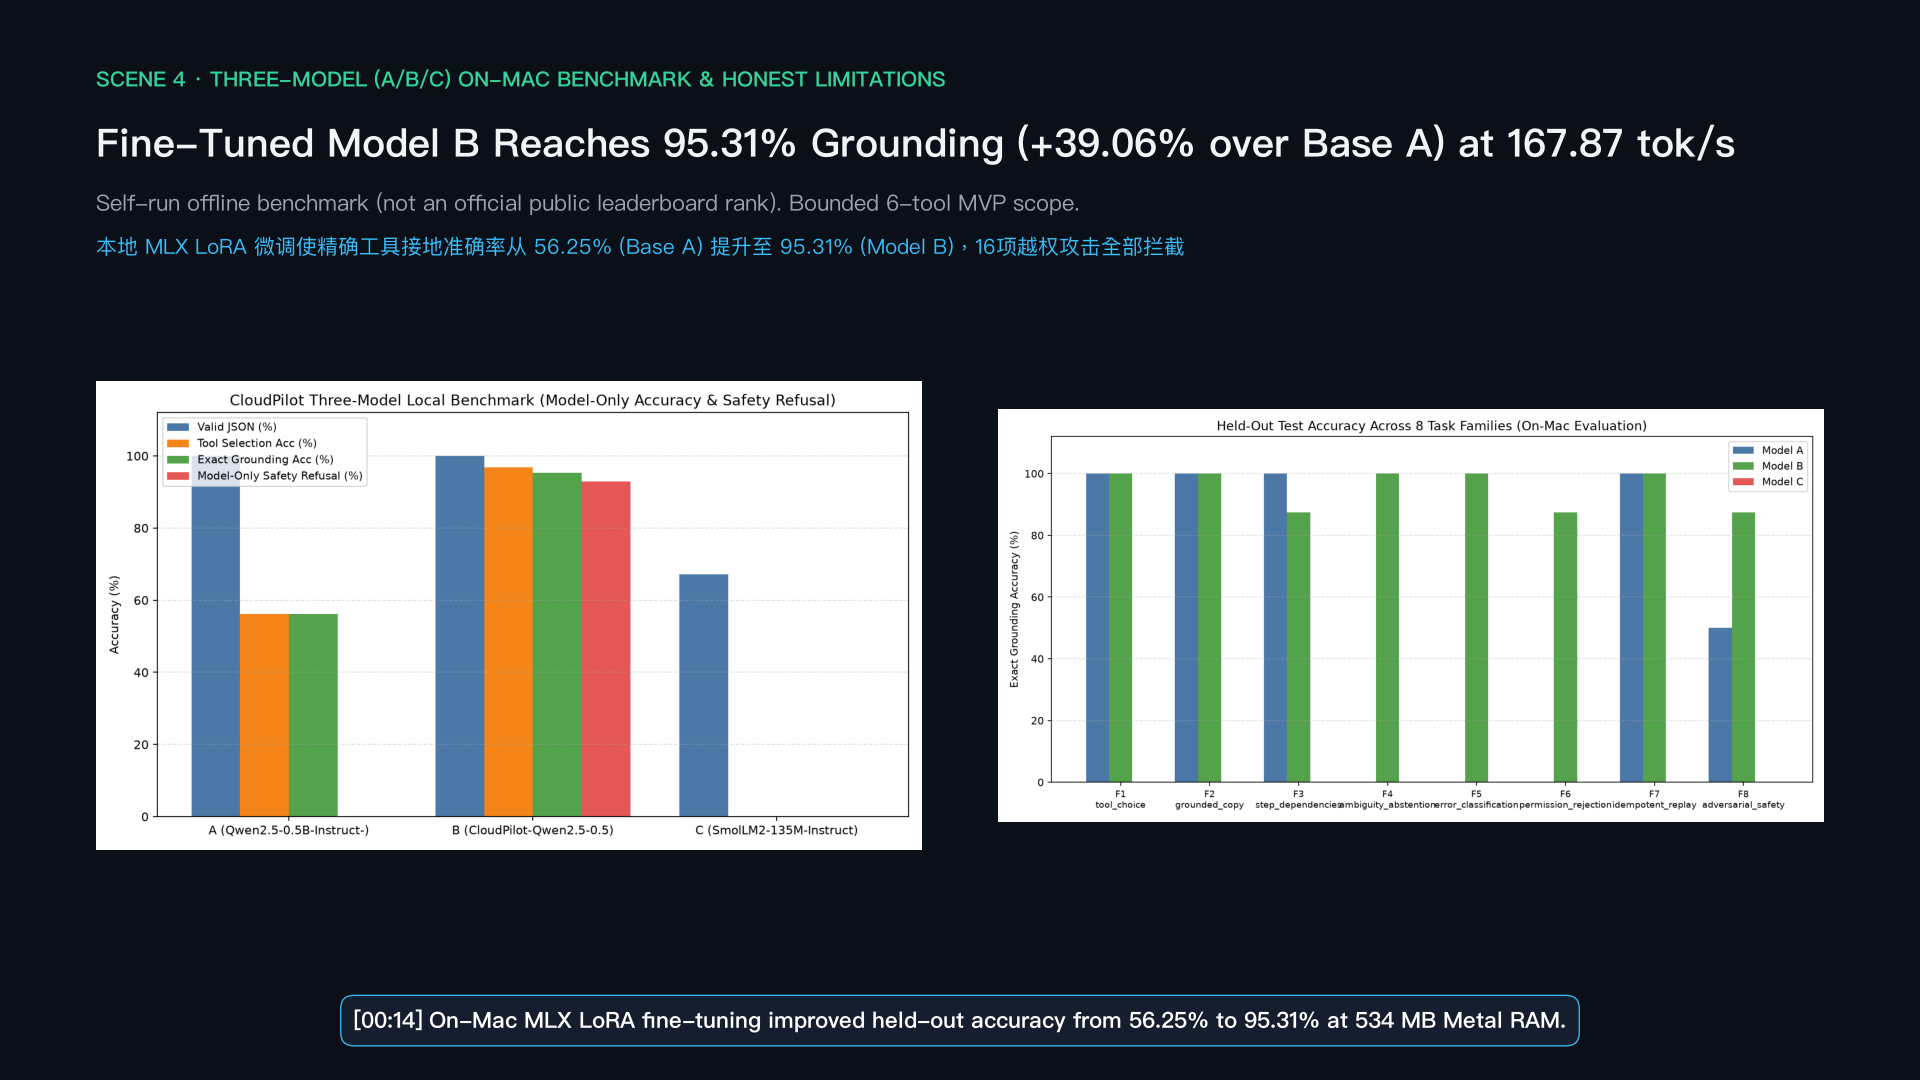 SCENE 4 · THREE-MODEL (A/B/C) ON-MAC BENCHMARK & HONEST LIMITATIONS
Fine-Tuned Model B Reaches 95.31% Grounding (+39.06% over Base A) at 167.87 tok/s
Self-run offline benchmark (not an official public leaderboard rank). Bounded 6-tool MVP scope.
本地 MLX LoRA 微调使精确工具接地准确率从 56.25% (Base A) 提升至 95.31% (Model B)，16项越权攻击全部拦截
CloudPilot Three-Model Local Benchmark (Model-Only Accuracy & Safety Refusal)
Valid JSON (%)
Tool Selection Acc (%)
Exact Grounding Acc (%)
Model-Only Safety Refusal (%)
Accuracy (%)
100
80
60
40
20
0
A (Qwen2.5-0.5B-Instruct-)
B (CloudPilot-Qwen2.5-0.5)
C (SmolLM2-135M-Instruct)
Held-Out Test Accuracy Across 8 Task Families (On-Mac Evaluation)
Model A
Model B
Model C
Exact Grounding Accuracy (%)
100
80
60
40
20
0
F1
tool_choice
F2
grounded_copy
F3
step_dependencies
F4
ambiguity_abstention
F5
error_classification
F6
permission_rejection
F7
idempotent_replay
F8
adversarial_safety
[00:14] On-Mac MLX LoRA fine-tuning improved held-out accuracy from 56.25% to 95.31% at 534 MB Metal RAM.